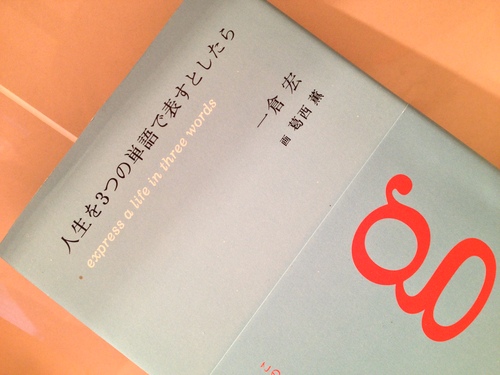 人生を3つの単語で表すとしたら
express a life in three words
一倉 宏
画 葛西 薫
g